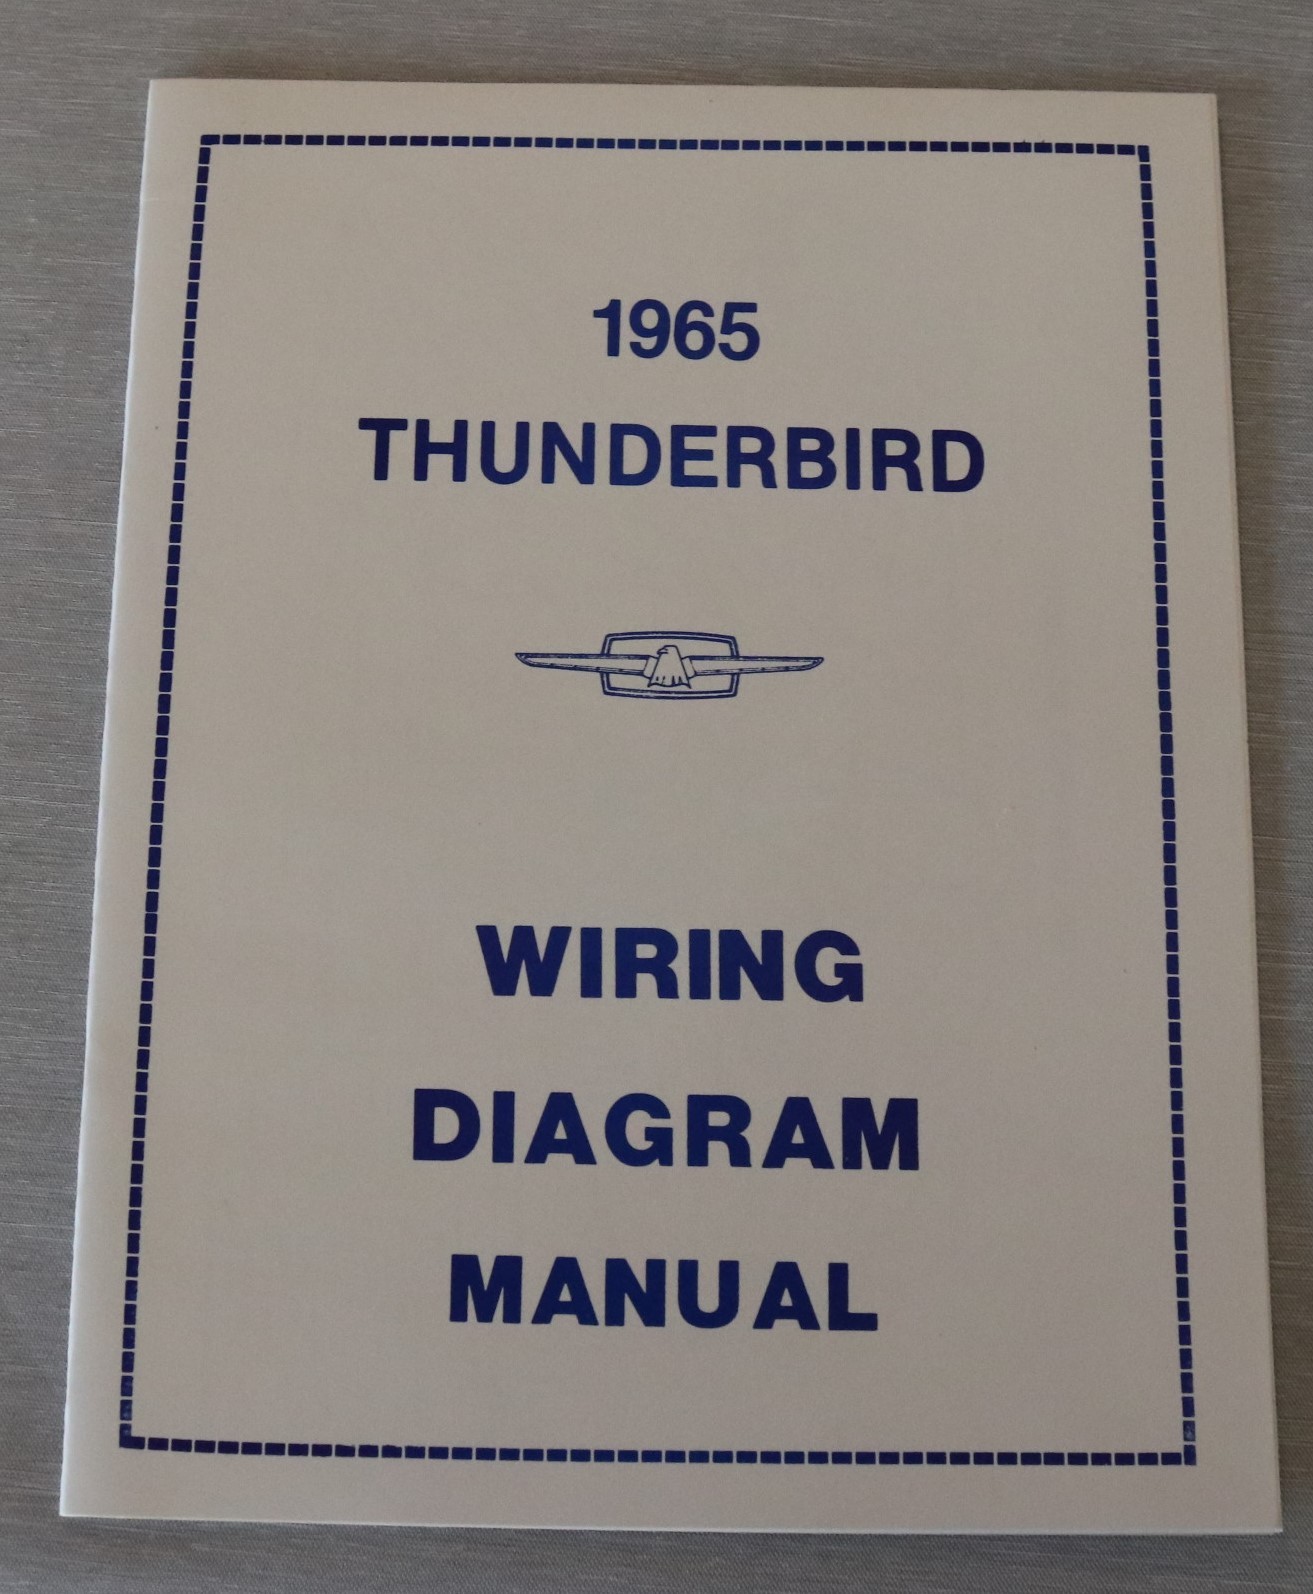 1965
THUNDERBIRD
WIRING
DIAGRAM
MANUAL